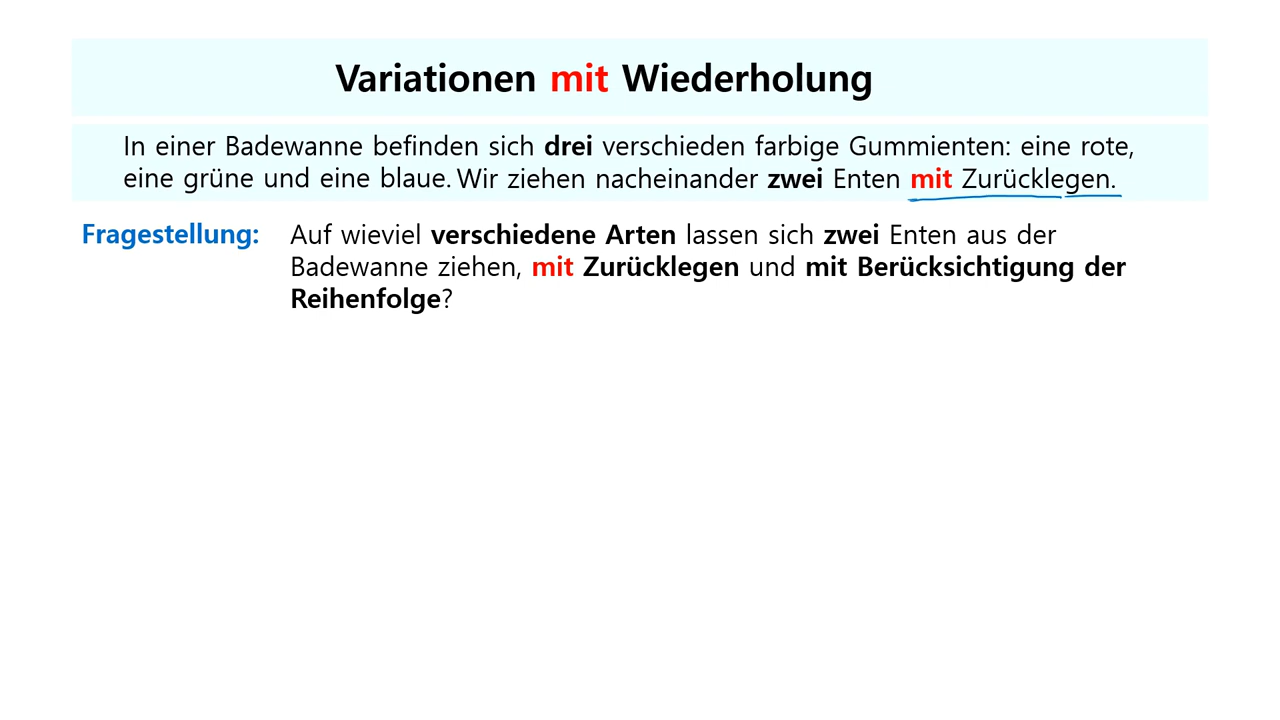 Variationen mit Wiederholung
In einer Badewanne befinden sich drei verschieden farbige Gummienten: eine rote,
eine grüne und eine blaue. Wir ziehen nacheinander zwei Enten mit Zurücklegen.
Fragestellung: Auf wieviel verschiedene Arten lassen sich zwei Enten aus der
Badewanne ziehen, mit Zurücklegen und mit Berücksichtigung der
Reihenfolge?